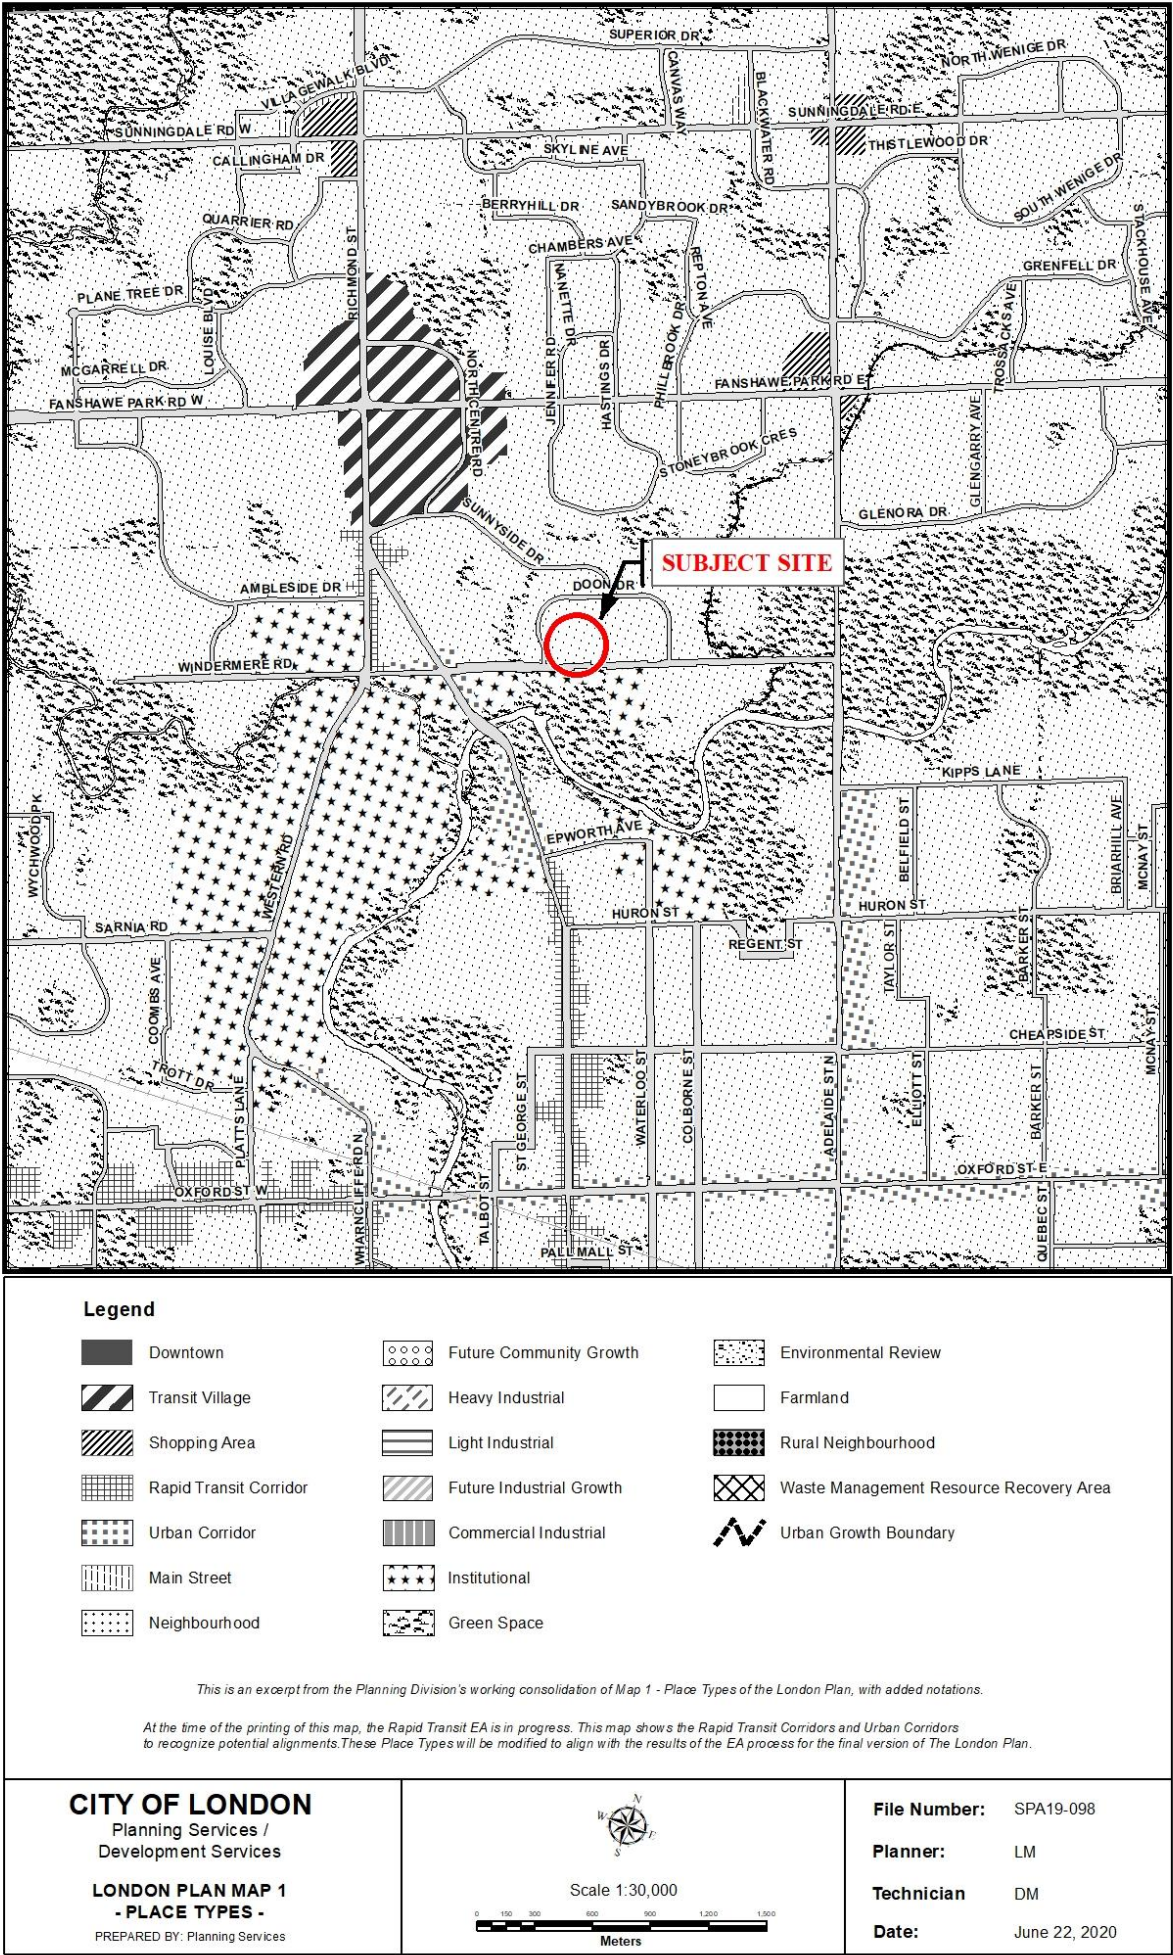 SUPERIOR DR
NORTH WENIGE DR
VILLAGEWALK BLVD
CANVAS WAY
BLACKWATER RD
SUNNINGDALE RD E
SUNNINGDALE RD W
THISTLEWOOD DR
SKYLINE AVE
CALLINGHAM DR
SOUTH WENIGE DR
BERRYHILL DR
SANDYBROOK DR
QUARRIER RD
STACKHOUSE AVE
CHAMBERS AVE
RICHMOND ST
REPTON AVE
GRENFELL DR
NANETTE DR
PLANE TREE DR
LOUISE BLVD
TROSSACKS AVE
PHILLBROOK DR
JENNIFER RD
HASTINGS DR
MCGARRELL DR
NORTH CENTRE RD
FANSHAWE PARK RD E
FANSHAWE PARK RD W
GLENGARRY AVE
STONEYBROOK CRES
SUNNYSIDE DR
GLENORA DR
SUBJECT SITE
DOON DR
AMBLESIDE DR
WINDERMERE RD
KIPPS LANE
WYCHWOOD PK
BELFIELD ST
BRIARHILL AVE
MCNAY ST
EPWORTH AVE
WESTERN RD
HURON ST
HURON ST
SARNIA RD
REGENT ST
TAYLOR ST
BARKER ST
COOMBS AVE
CHEAPSIDE ST
MCNAY ST
TROTT DR
PLATTS LANE
ST GEORGE ST
WATERLOO ST
COLBORNE ST
ADELAIDE ST N
ELLIOTT ST
BARKER ST
OXFORD ST E
OXFORD ST W
WHARNCLIFFE RD N
TALBOT ST
QUEBEC ST
PALL MALL ST
Legend
Downtown
Transit Village
Shopping Area
Rapid Transit Corridor
Urban Corridor
Main Street
Neighbourhood
Future Community Growth
Heavy Industrial
Light Industrial
Future Industrial Growth
Commercial Industrial
Institutional
Green Space
Environmental Review
Farmland
Rural Neighbourhood
Waste Management Resource Recovery Area
Urban Growth Boundary
This is an excerpt from the Planning Division's working consolidation of Map 1 - Place Types of the London Plan, with added notations.
At the time of the printing of this map, the Rapid Transit EA is in progress. This map shows the Rapid Transit Corridors and Urban Corridors
to recognize potential alignments.These Place Types will be modified to align with the results of the EA process for the final version of The London Plan.
CITY OF LONDON
Planning Services /
Development Services
LONDON PLAN MAP 1
- PLACE TYPES -
PREPARED BY: Planning Services
N
W
E
S
Scale 1:30,000
0 150 300 600 900 1,200 1,500
Meters
File Number: SPA19-098
Planner: LM
Technician DM
Date: June 22, 2020